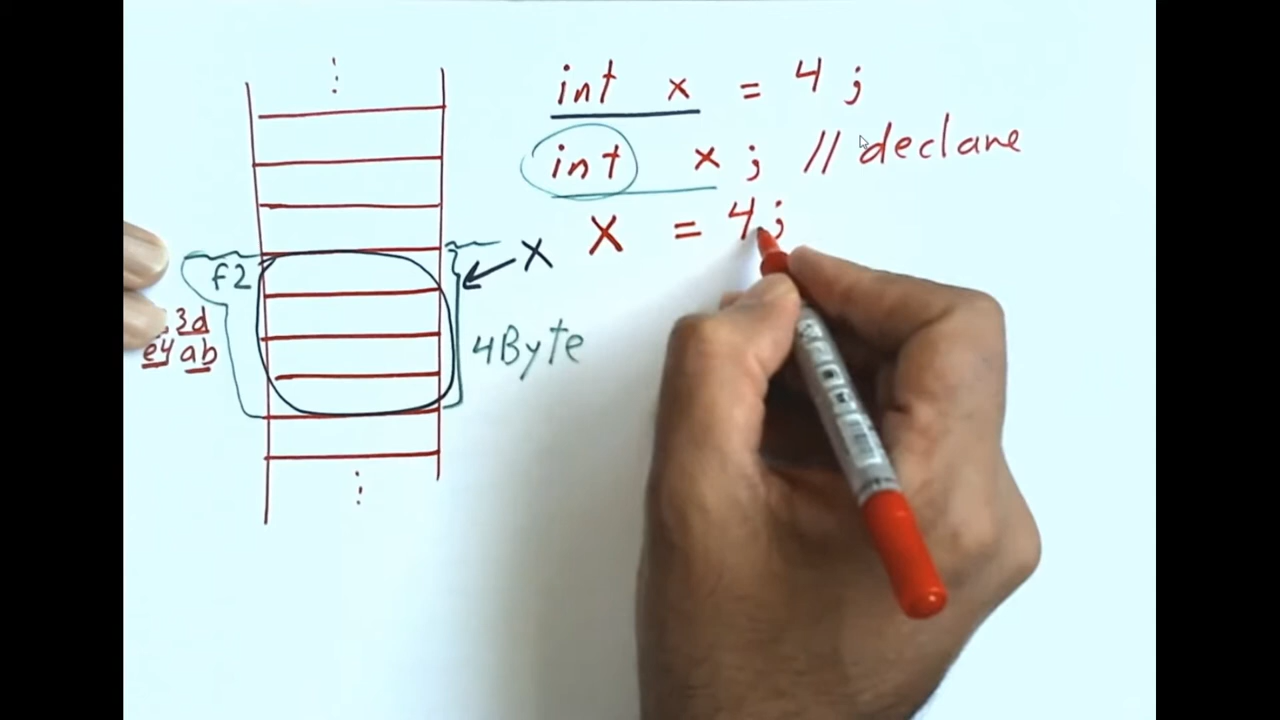 int x = 4 ;
int x ; // declare
x = 4 ;
x
f2
3d
e4 ab
4Byte